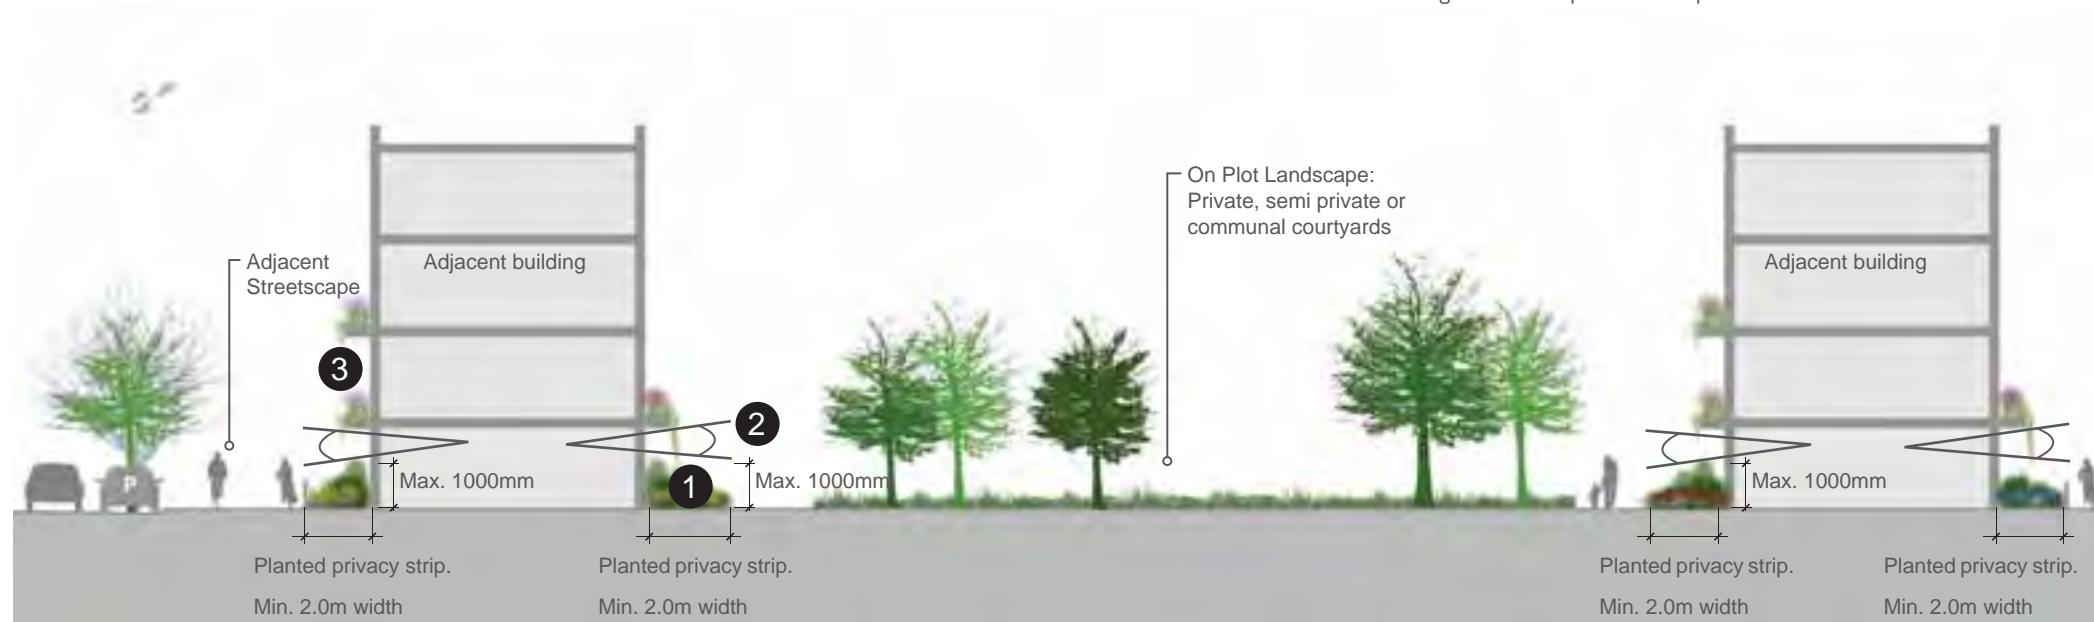 On Plot Landscape:
Private, semi private or
communal courtyards
Adjacent
Streetscape
Adjacent building
Adjacent building
3
2
1
P
Max. 1000mm
Max. 1000mm
Max. 1000mm
Planted privacy strip.
Min. 2.0m width
Planted privacy strip.
Min. 2.0m width
Planted privacy strip.
Min. 2.0m width
Planted privacy strip.
Min. 2.0m width